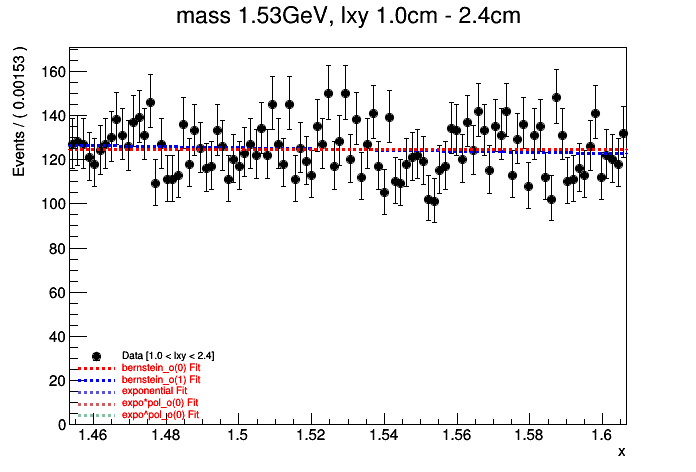 mass 1.53GeV, lxy 1.0cm - 2.4cm
Events / ( 0.00153 )
160
140
120
100
80
60
40
20
0
Data [1.0 < lxy < 2.4]
bernstein_o(0) Fit
bernstein_o(1) Fit
exponential Fit
expo*pol_o(0) Fit
expo^pol_o(0) Fit
1.46 1.48 1.5 1.52 1.54 1.56 1.58 1.6
x